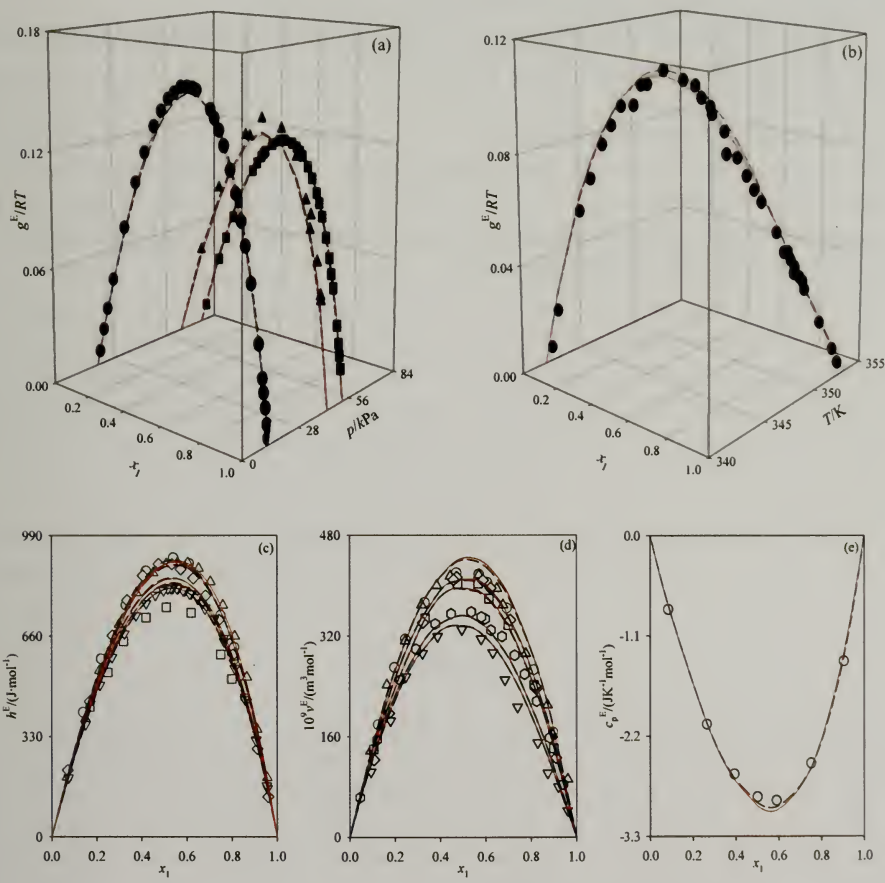 0.18
(a)
0.12
g^E/RT
0.06
0.00
0.2
0.4
0.6
0.8
1.0
x_1
0
28
56
84
p/kPa
0.12
(b)
0.08
g^E/RT
0.04
0.00
0.2
0.4
0.6
0.8
1.0
x_1
340
345
350
355
T/K
990
(c)
660
h^E/(J·mol^-1)
330
0
0.0 0.2 0.4 0.6 0.8 1.0
x_1
480
(d)
320
10^9 v^E/(m^3mol^-1)
160
0
0.0 0.2 0.4 0.6 0.8 1.0
x_1
0.0
(e)
-1.1
c_p^E/(JK^-1mol^-1)
-2.2
-3.3
0.0 0.2 0.4 0.6 0.8 1.0
x_1